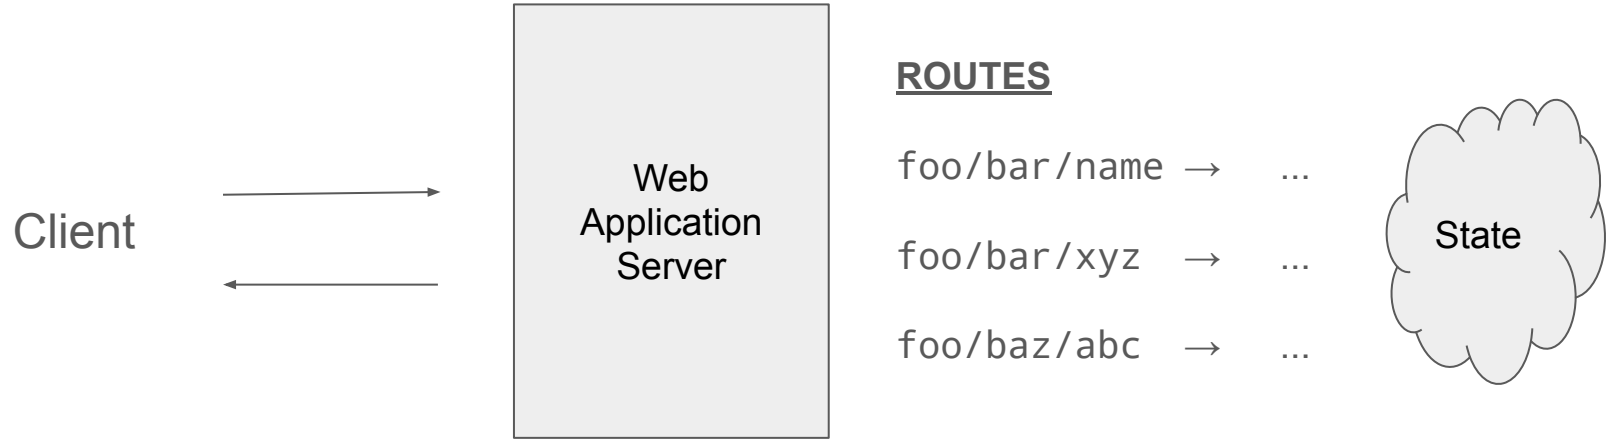 Client
Web
Application
Server
ROUTES
foo/bar/name → ...
foo/bar/xyz → ...
foo/baz/abc → ...
State